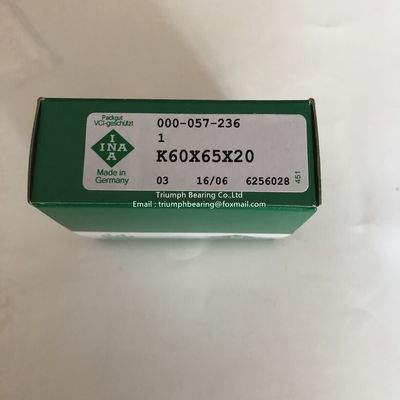 Packgut
VCI-geschützt
000-057-236
1
I
INA
A
K60X65X20
Made in
Germany
03 16/06 6256028
451
Triumph Bearing Co.,Ltd
Email : triumphbearing@foxmail.com